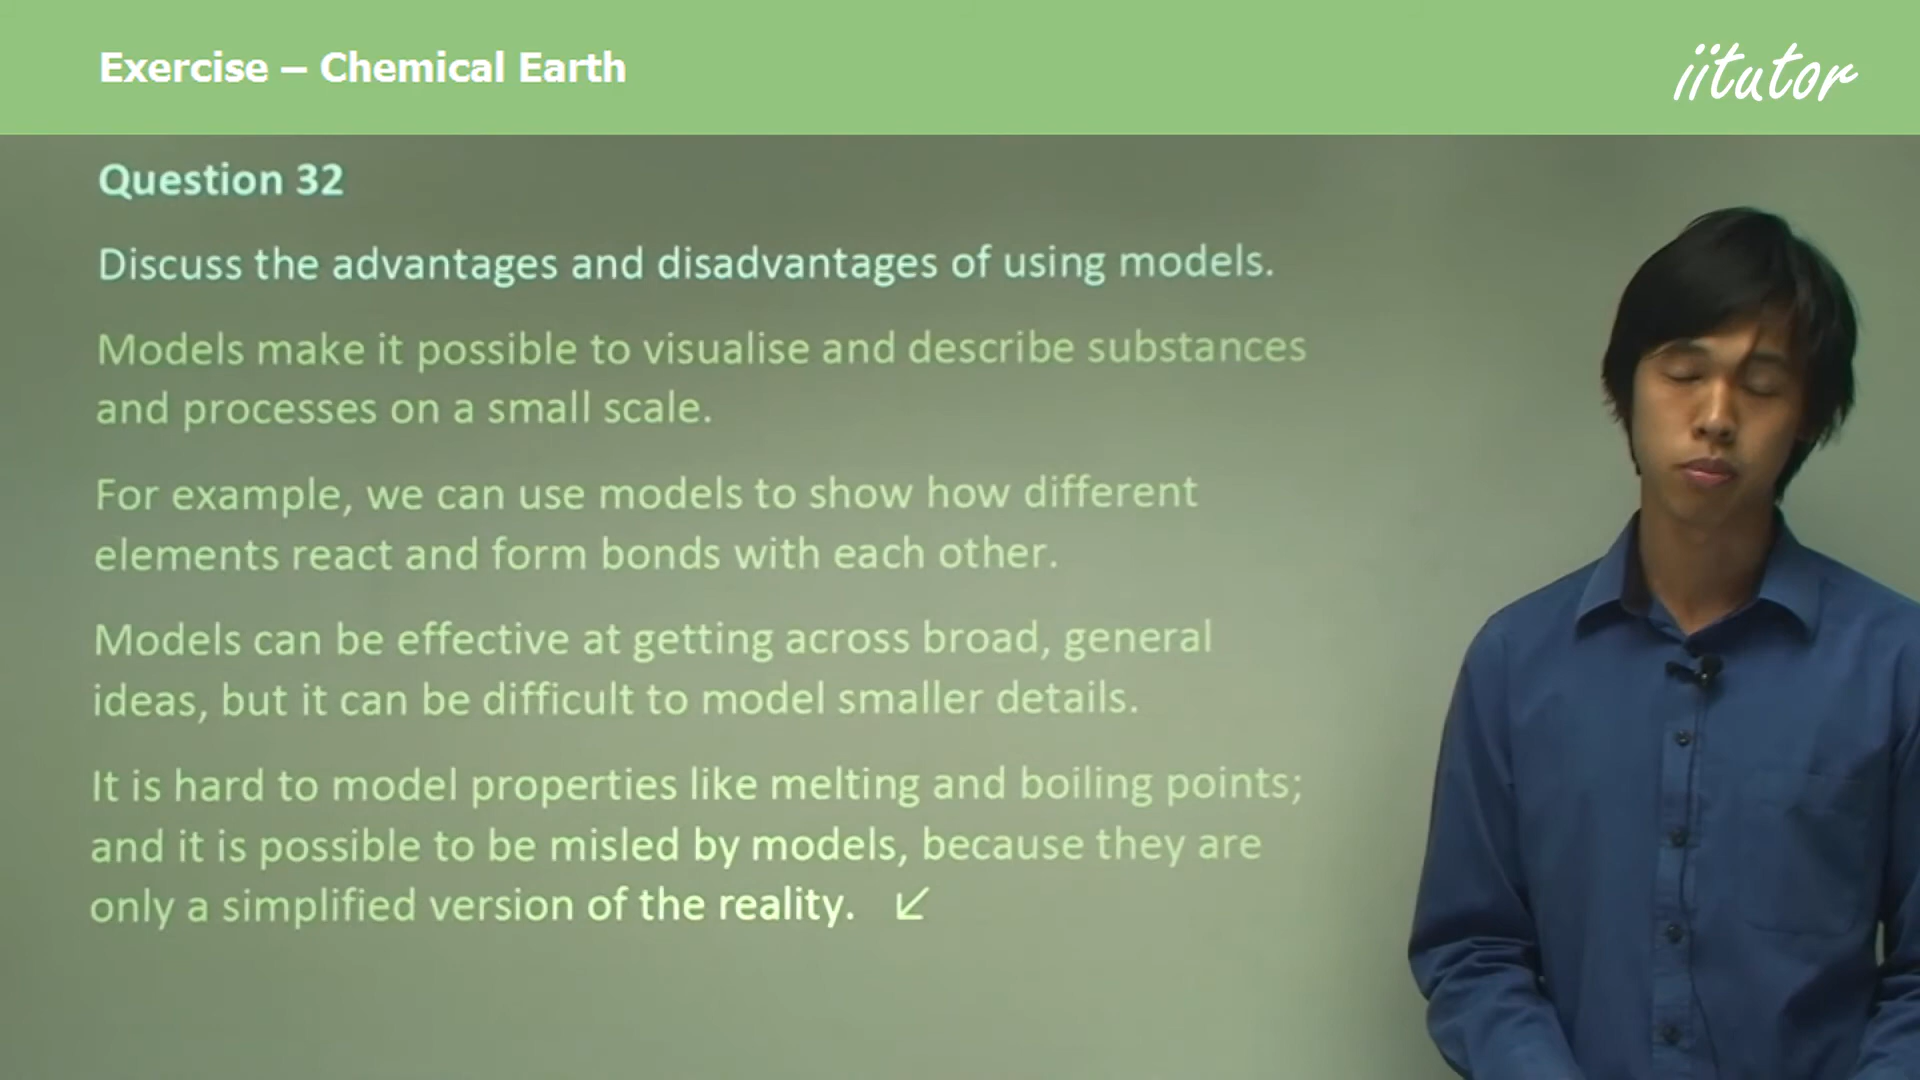 Exercise – Chemical Earth
iitutor
Question 32
Discuss the advantages and disadvantages of using models.
Models make it possible to visualise and describe substances
and processes on a small scale.
For example, we can use models to show how different
elements react and form bonds with each other.
Models can be effective at getting across broad, general
ideas, but it can be difficult to model smaller details.
It is hard to model properties like melting and boiling points;
and it is possible to be misled by models, because they are
only a simplified version of the reality.